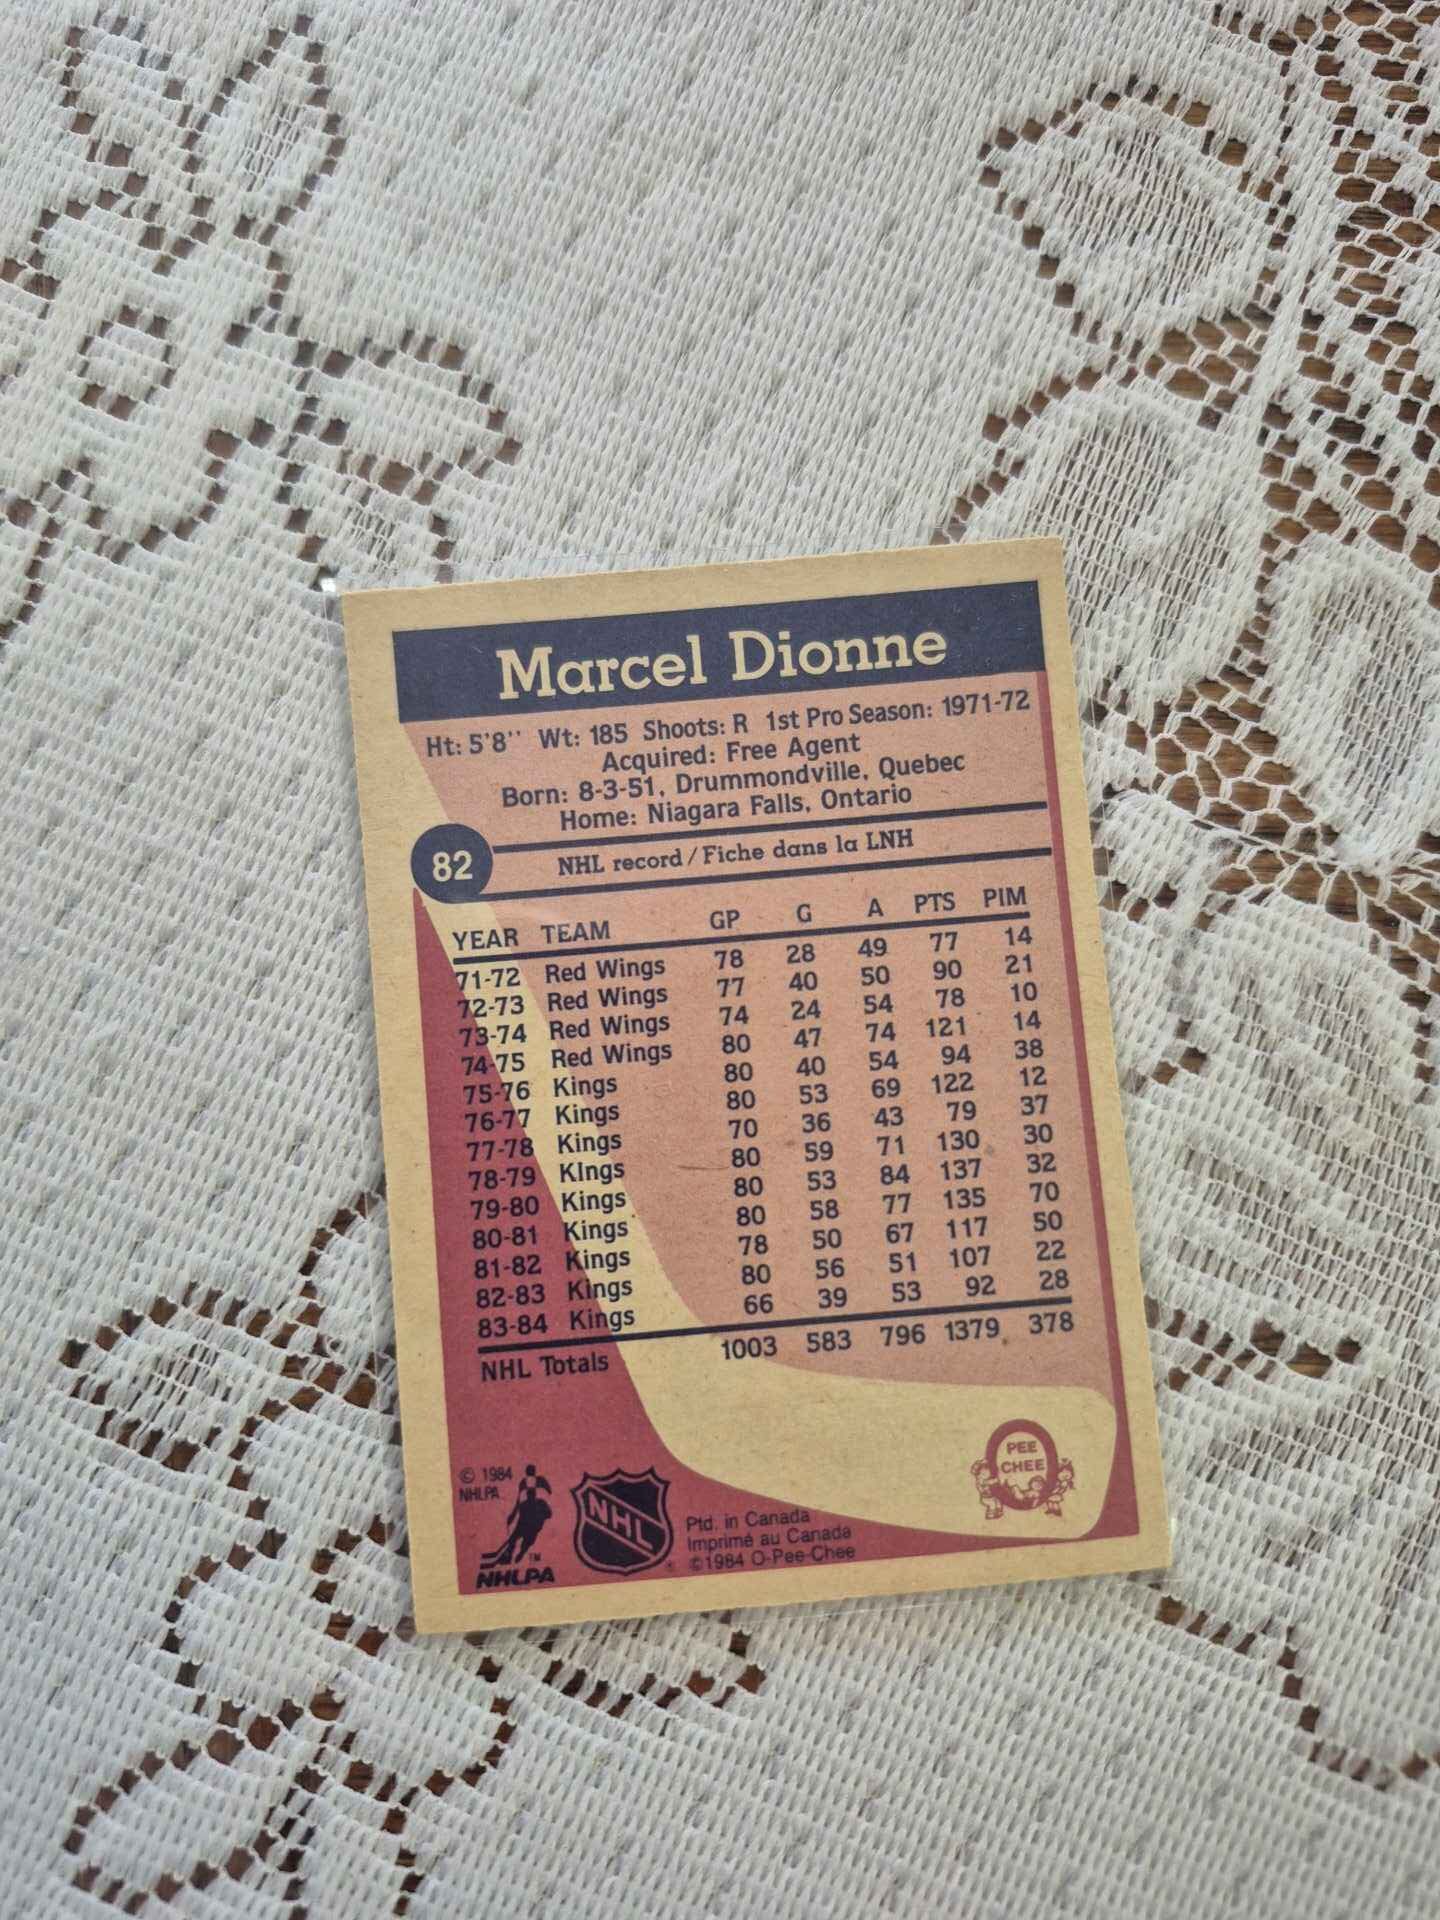 Marcel Dionne
Ht: 5'8'' Wt: 185 Shoots: R 1st Pro Season: 1971-72
Acquired: Free Agent
Born: 8-3-51, Drummondville, Quebec
Home: Niagara Falls, Ontario
82 NHL record / Fiche dans la LNH
YEAR TEAM GP G A PTS PIM
71-72 Red Wings 78 28 49 77 14
72-73 Red Wings 77 40 50 90 21
73-74 Red Wings 74 24 54 78 10
74-75 Red Wings 80 47 74 121 14
75-76 Kings 80 40 54 94 38
76-77 Kings 80 53 69 122 12
77-78 Kings 70 36 43 79 37
78-79 KIngs 80 59 71 130 30
79-80 Kings 80 53 84 137 32
80-81 Kings 80 58 77 135 70
81-82 Kings 78 50 67 117 50
82-83 Kings 80 56 51 107 22
83-84 Kings 66 39 53 92 28
NHL Totals 1003 583 796 1379 378
© 1984
NHLPA
TM
NHLPA
NHL
®
Ptd. in Canada
Imprimé au Canada
©1984 O-Pee-Chee
PEE
CHEE